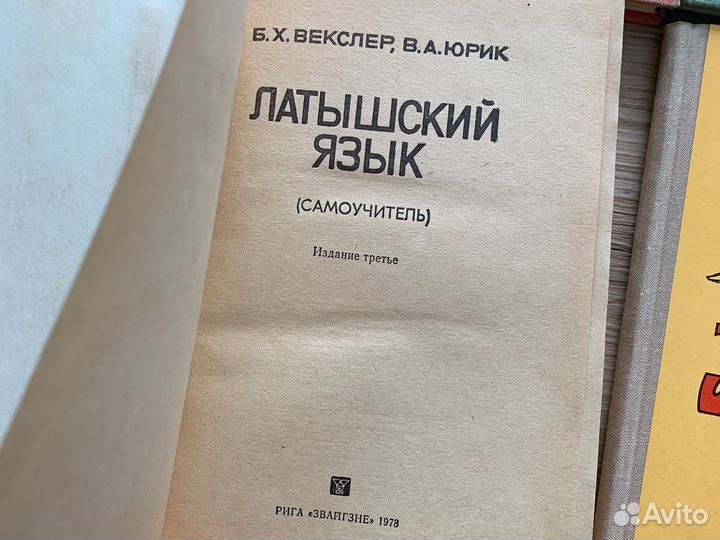 Б. Х. ВЕКСЛЕР, В. А. ЮРИК
ЛАТЫШСКИЙ
ЯЗЫК
(САМОУЧИТЕЛЬ)
Издание третье
РИГА «ЗВАЙГЗНЕ» 1978
Avito